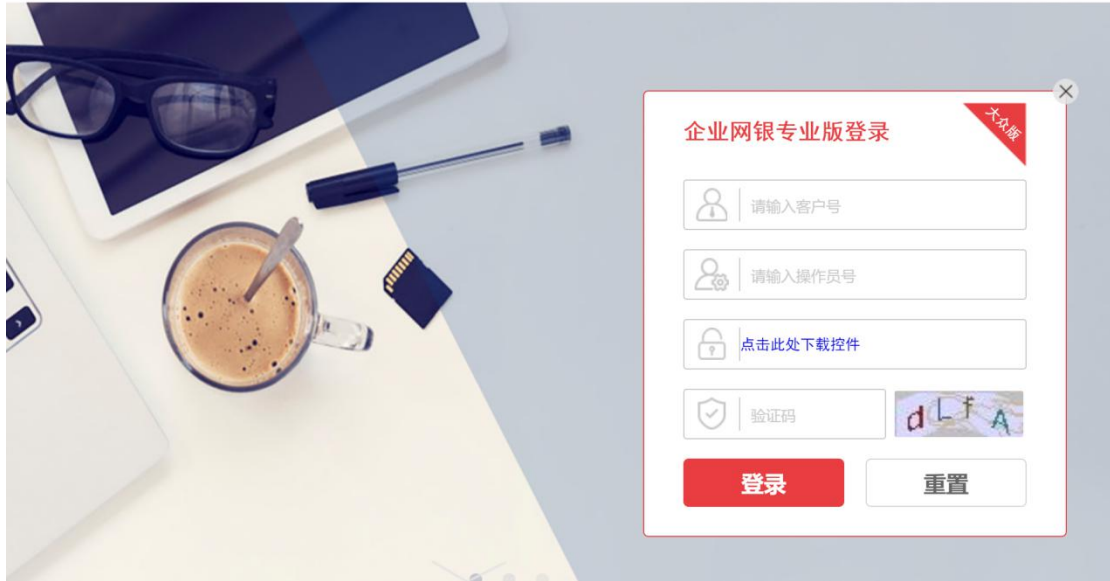 企业网银专业版登录
大众版
请输入客户号
请输入操作员号
点击此处下载控件
验证码
dLfA
登录
重置